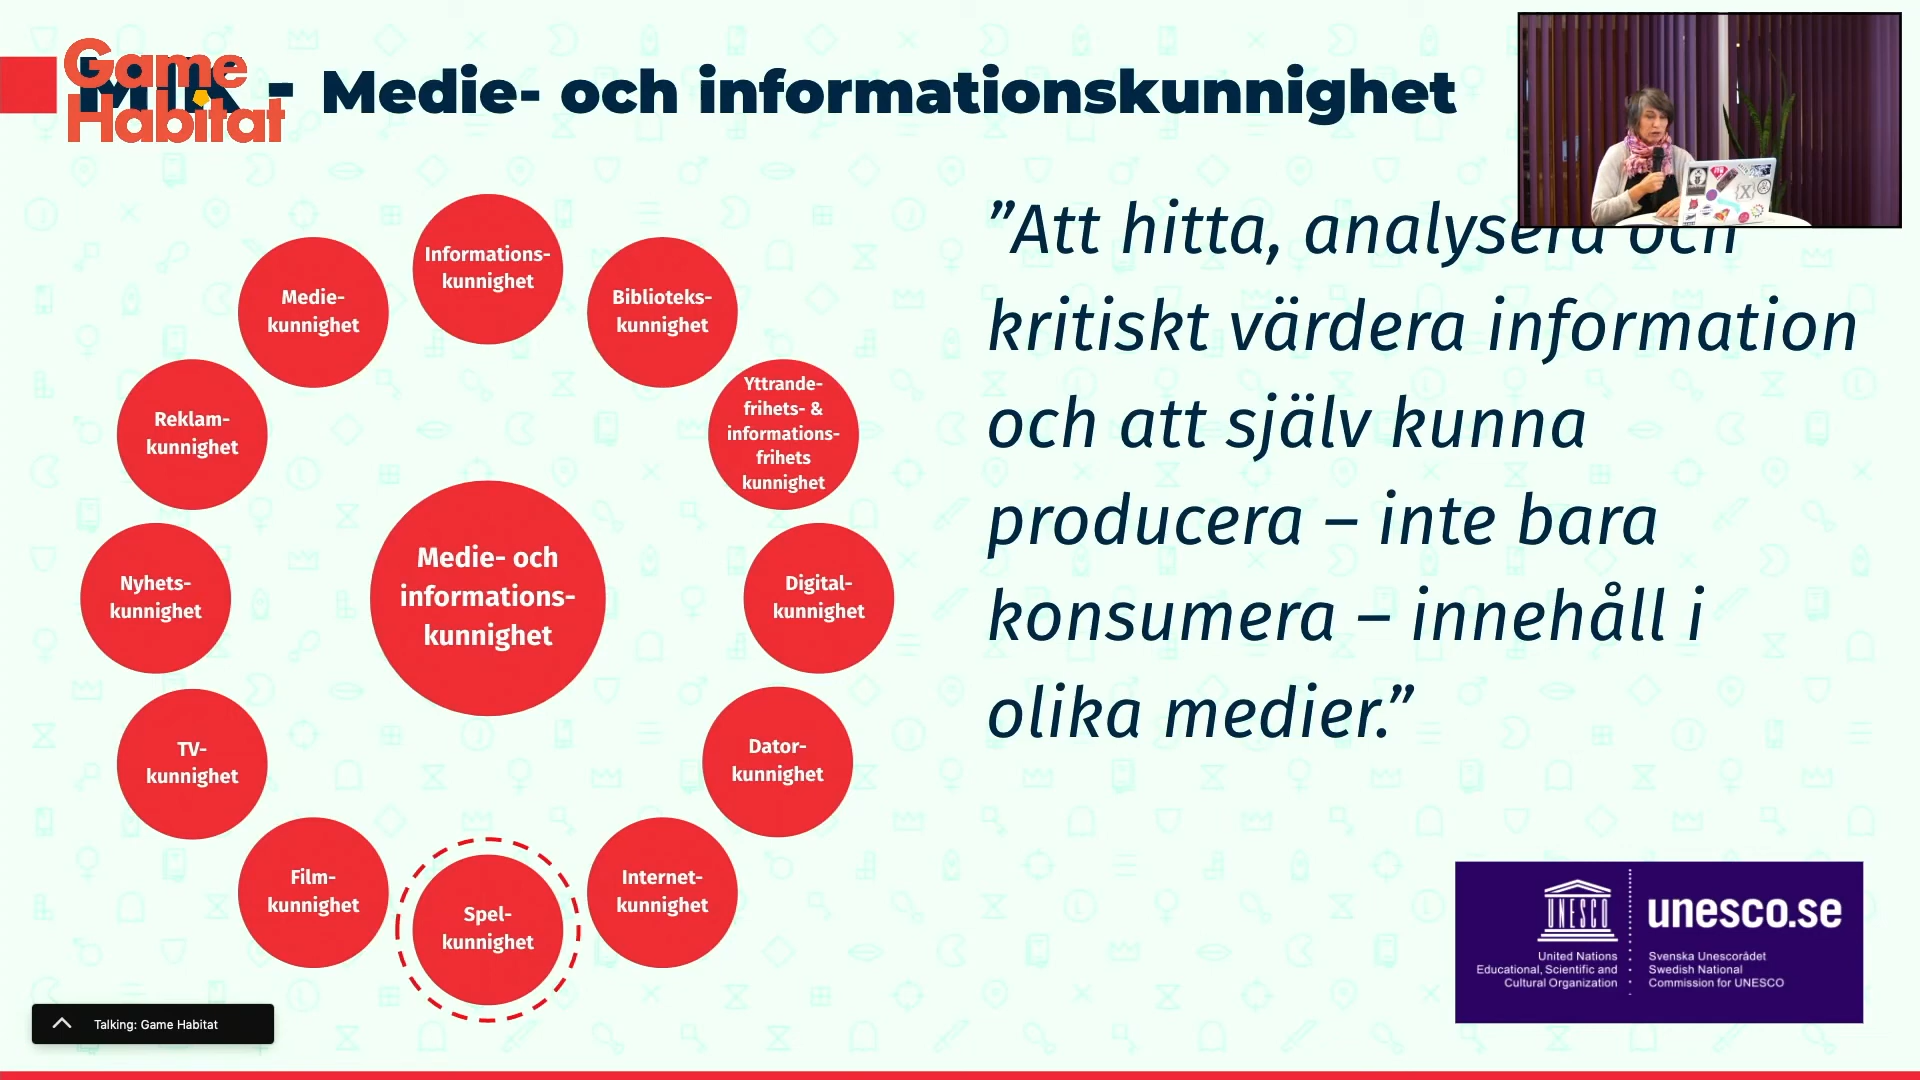 Game
Habitat
MIK - Medie- och informationskunnighet
Informations-
kunnighet
Medie-
kunnighet
Biblioteks-
kunnighet
Yttrande-
frihets- &
informations-
frihets
kunnighet
Reklam-
kunnighet
Medie- och
informations-
kunnighet
Nyhets-
kunnighet
Digital-
kunnighet
TV-
kunnighet
Dator-
kunnighet
Film-
kunnighet
Spel-
kunnighet
Internet-
kunnighet
”Att hitta, analysera och
kritiskt värdera information
och att själv kunna
producera – inte bara
konsumera – innehåll i
olika medier.”
UNESCO
unesco.se
United Nations
Educational, Scientific and
Cultural Organization
Svenska Unescorådet
Swedish National
Commission for UNESCO
Talking: Game Habitat